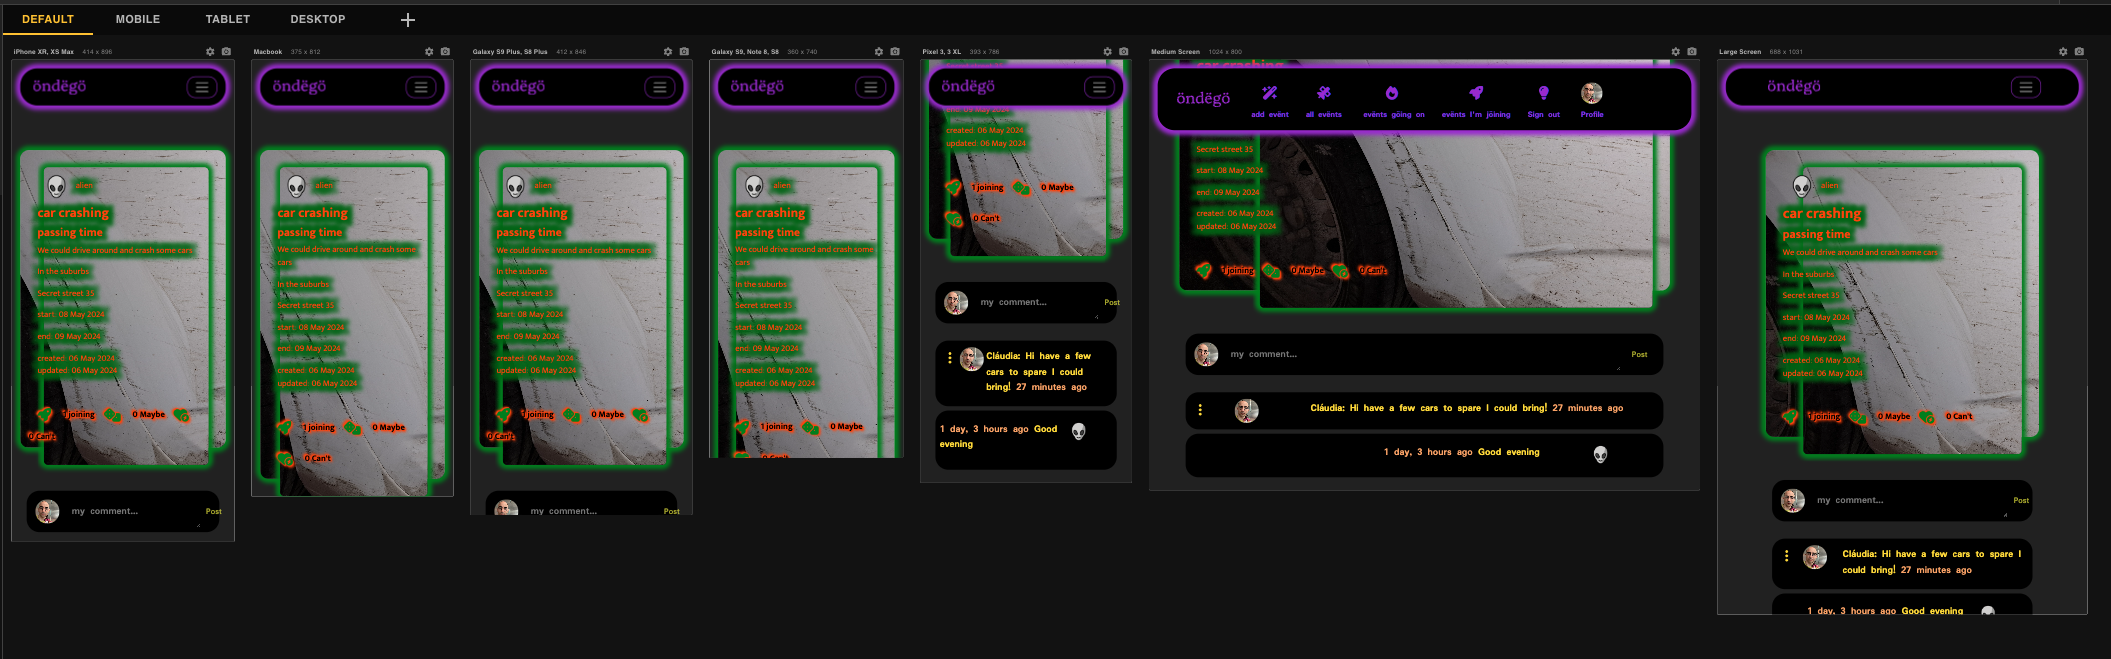 DEFAULT MOBILE TABLET DESKTOP +
iPhone XR, XS Max 414 x 896
öndëgö
alien
car crashing
passing time
We could drive around and crash some cars
In the suburbs
Secret street 35
start: 08 May 2024
end: 09 May 2024
created: 06 May 2024
updated: 06 May 2024
1 joining 0 Maybe
0 Can't
my comment... Post
Macbook 375 x 812
öndëgö
alien
car crashing
passing time
We could drive around and crash some
cars
In the suburbs
Secret street 35
start: 08 May 2024
end: 09 May 2024
created: 06 May 2024
updated: 06 May 2024
1 joining 0 Maybe
0 Can't
Galaxy S9 Plus, S8 Plus 412 x 846
öndëgö
alien
car crashing
passing time
We could drive around and crash some cars
In the suburbs
Secret street 35
start: 08 May 2024
end: 09 May 2024
created: 06 May 2024
updated: 06 May 2024
1 joining 0 Maybe
0 Can't
my comment... Post
Galaxy S9, Note 8, S8 360 x 740
öndëgö
alien
car crashing
passing time
We could drive around and crash some
cars
In the suburbs
Secret street 35
start: 08 May 2024
end: 09 May 2024
created: 06 May 2024
updated: 06 May 2024
1 joining 0 Maybe
0 Can't
Pixel 3, 3 XL 393 x 786
öndëgö
end: 09 May 2024
created: 06 May 2024
updated: 06 May 2024
1 joining 0 Maybe
0 Can't
my comment... Post
Cláudia: Hi have a few
cars to spare I could
bring! 27 minutes ago
1 day, 3 hours ago Good
evening
Medium Screen 1024 x 800
car crashing
öndëgö
add evënt all evënts evënts göing on evënts I'm jöining Sign out Profile
Secret street 35
start: 08 May 2024
end: 09 May 2024
created: 06 May 2024
updated: 06 May 2024
1 joining 0 Maybe 0 Can't
my comment... Post
Cláudia: Hi have a few cars to spare I could bring! 27 minutes ago
1 day, 3 hours ago Good evening
Large Screen 688 x 1031
öndëgö
alien
car crashing
passing time
We could drive around and crash some cars
In the suburbs
Secret street 35
start: 08 May 2024
end: 09 May 2024
created: 06 May 2024
updated: 06 May 2024
1 joining 0 Maybe 0 Can't
my comment... Post
Cláudia: Hi have a few cars to spare I
could bring! 27 minutes ago
1 day, 3 hours ago Good evening